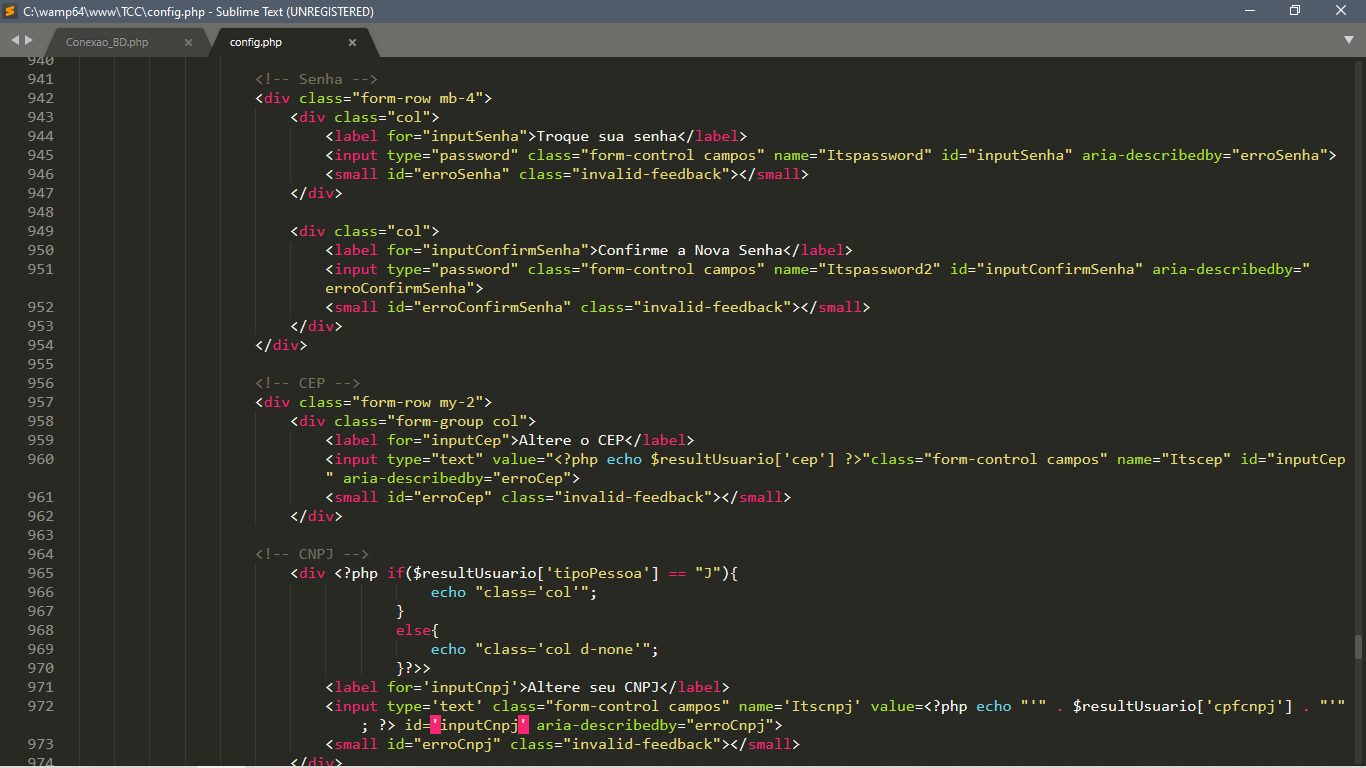 C:\wamp64\www\TCC\config.php - Sublime Text (UNREGISTERED)
Conexao_BD.php × config.php ×
940
941 <!-- Senha -->
942 <div class="form-row mb-4">
943 <div class="col">
944 <label for="inputSenha">Troque sua senha</label>
945 <input type="password" class="form-control campos" name="Itspassword" id="inputSenha" aria-describedby="erroSenha">
946 <small id="erroSenha" class="invalid-feedback"></small>
947 </div>
948
949 <div class="col">
950 <label for="inputConfirmSenha">Confirme a Nova Senha</label>
951 <input type="password" class="form-control campos" name="Itspassword2" id="inputConfirmSenha" aria-describedby="
erroConfirmSenha">
952 <small id="erroConfirmSenha" class="invalid-feedback"></small>
953 </div>
954 </div>
955
956 <!-- CEP -->
957 <div class="form-row my-2">
958 <div class="form-group col">
959 <label for="inputCep">Altere o CEP</label>
960 <input type="text" value="<?php echo $resultUsuario['cep'] ?>"class="form-control campos" name="Itscep" id="inputCep
" aria-describedby="erroCep">
961 <small id="erroCep" class="invalid-feedback"></small>
962 </div>
963
964 <!-- CNPJ -->
965 <div <?php if($resultUsuario['tipoPessoa'] == "J"){
966 echo "class='col'";
967 }
968 else{
969 echo "class='col d-none'";
970 }?>>
971 <label for='inputCnpj'>Altere seu CNPJ</label>
972 <input type='text' class="form-control campos" name='Itscnpj' value=<?php echo "'" . $resultUsuario['cpfcnpj'] . "'"
; ?> id='inputCnpj' aria-describedby="erroCnpj">
973 <small id="erroCnpj" class="invalid-feedback"></small>
974 </div>